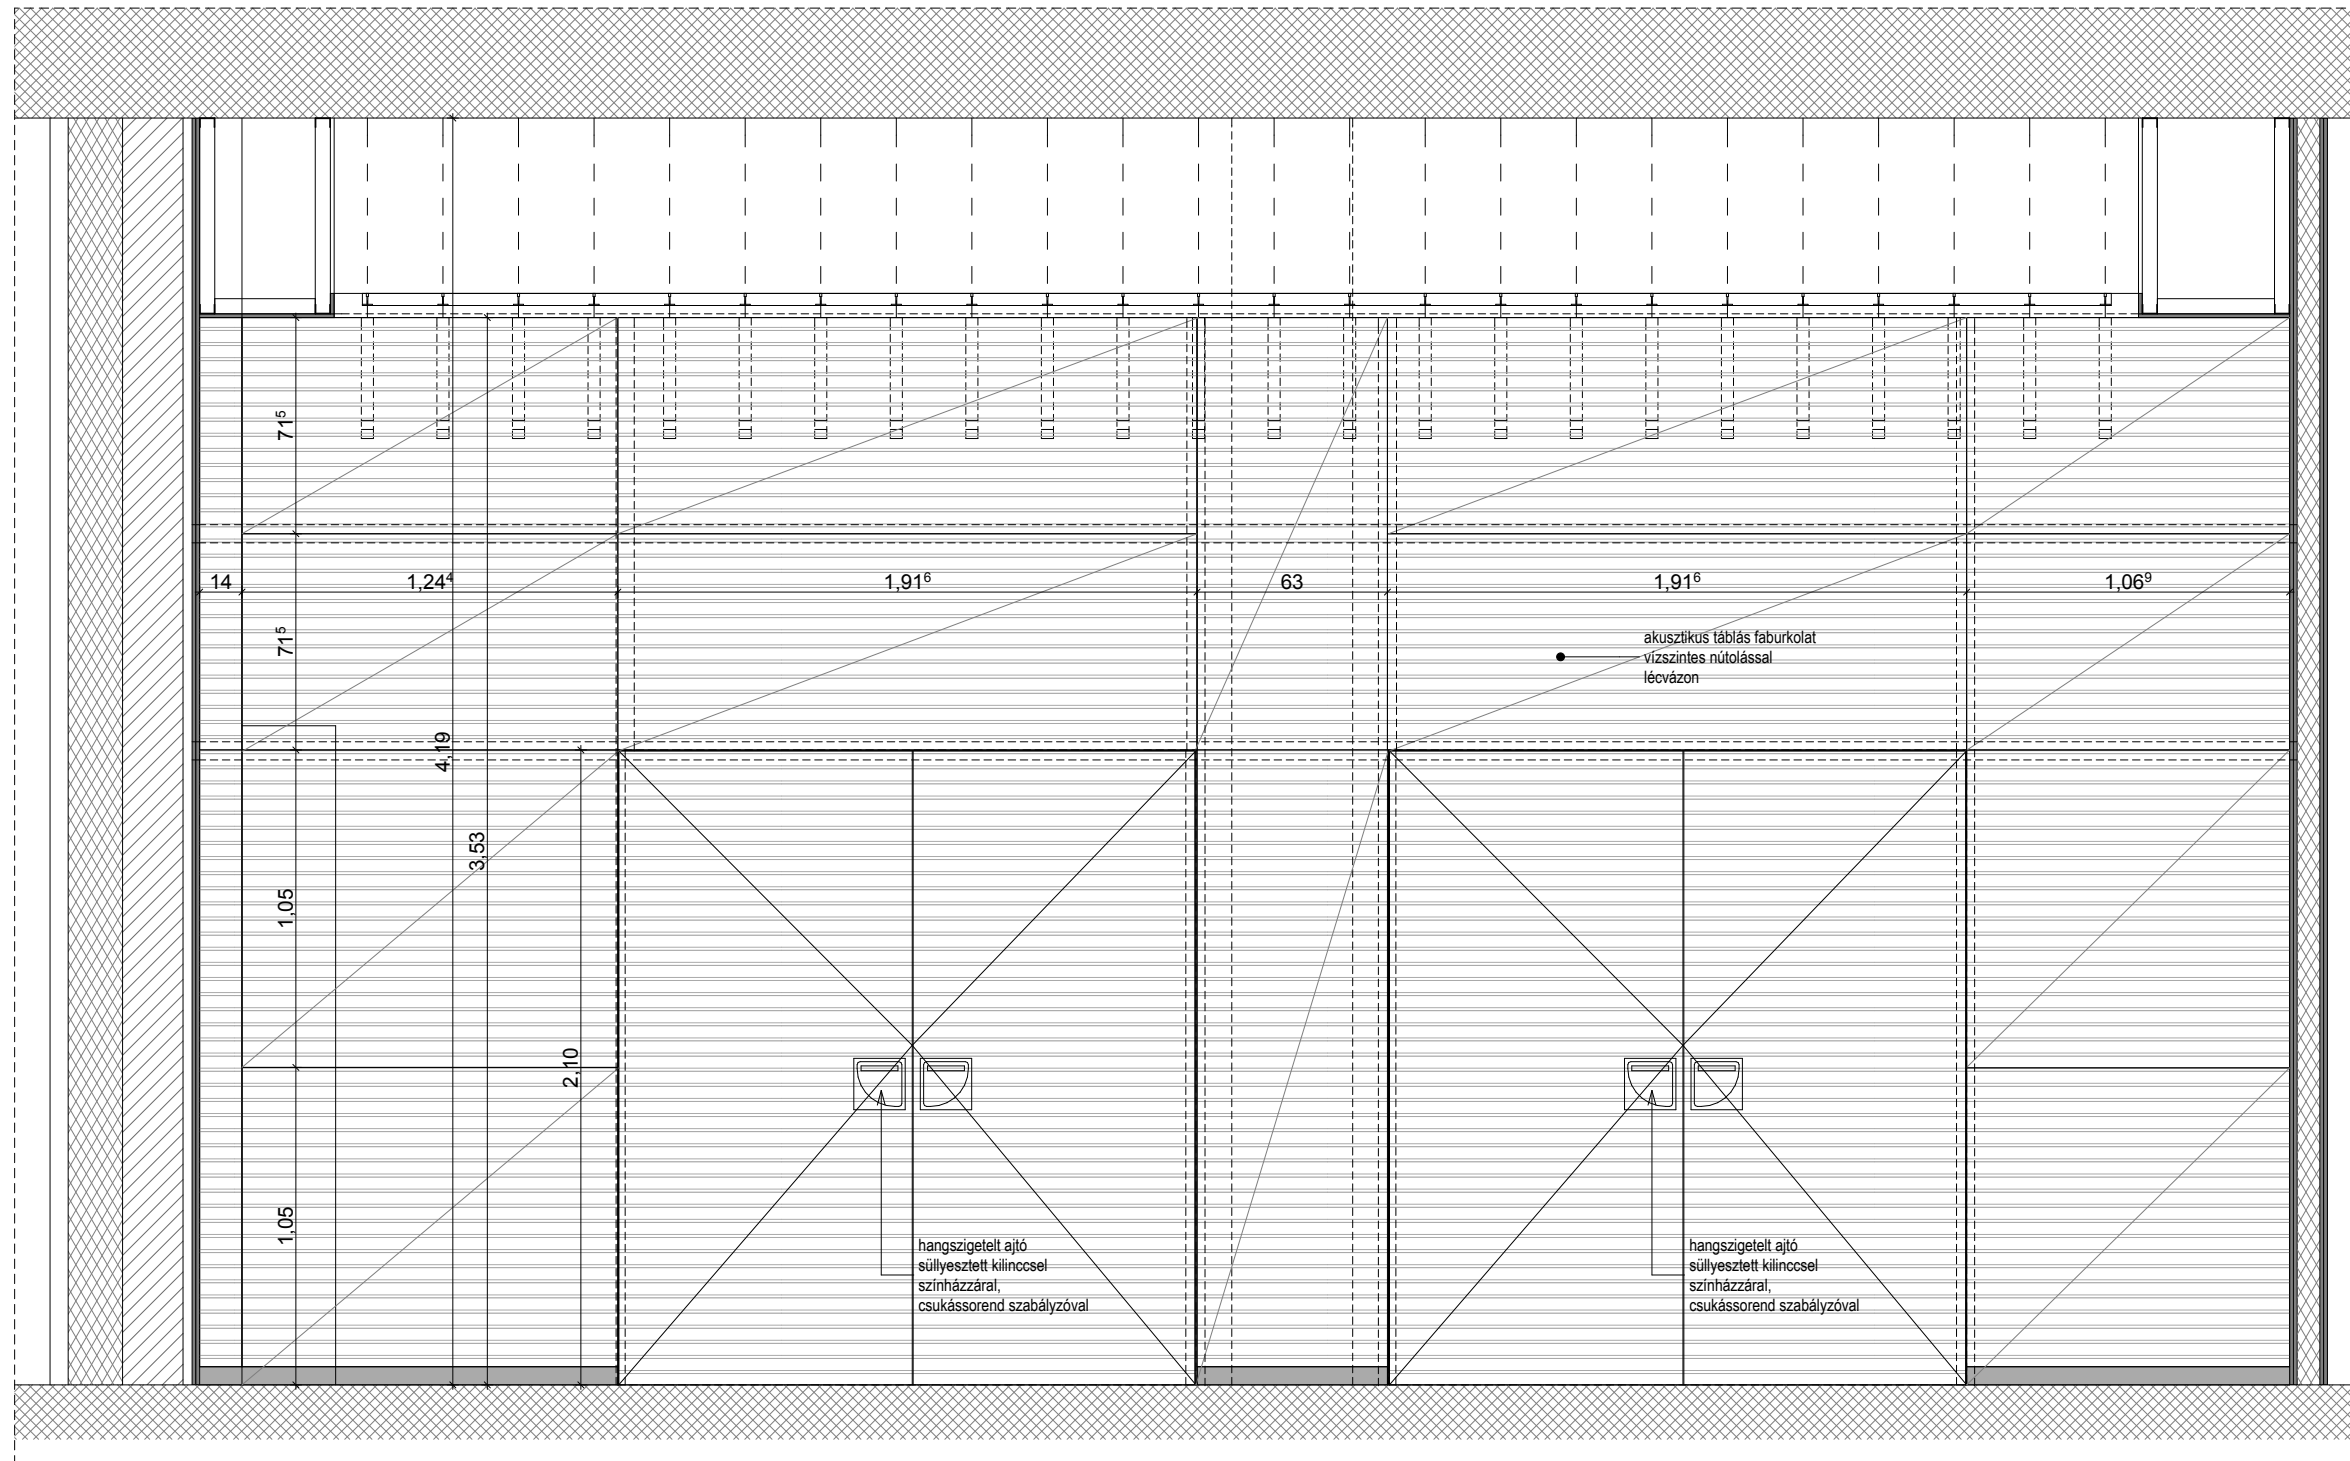 71⁵
14
1,24⁴
1,91⁶
63
1,91⁶
1,06⁹
71⁵
akusztikus táblás faburkolat
vízszintes nútolással
lécvázon
4,19
3,53
1,05
2,10
1,05
hangszigetelt ajtó
süllyesztett kilinccsel
színházzáral,
csukássorend szabályzóval
hangszigetelt ajtó
süllyesztett kilinccsel
színházzáral,
csukássorend szabályzóval